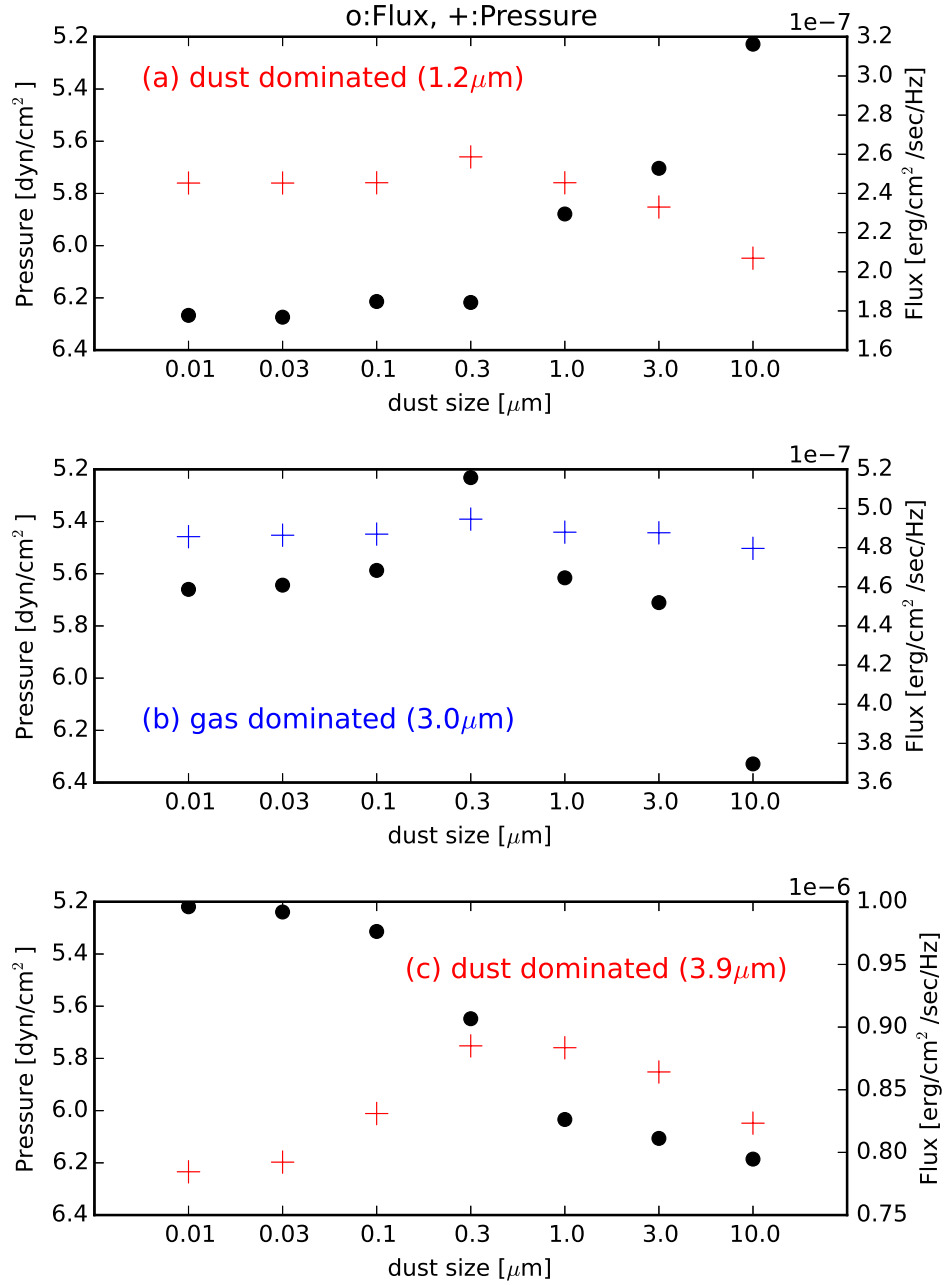 o:Flux, +:Pressure
1e−7
(a) dust dominated (1.2μm)
Pressure [dyn/cm² ]
5.2
5.4
5.6
5.8
6.0
6.2
6.4
3.2
3.0
2.8
2.6
2.4
2.2
2.0
1.8
1.6
Flux [erg/cm² /sec/Hz]
0.01 0.03 0.1 0.3 1.0 3.0 10.0
dust size [μm]
1e−7
Pressure [dyn/cm² ]
5.2
5.4
5.6
5.8
6.0
6.2
6.4
(b) gas dominated (3.0μm)
5.2
5.0
4.8
4.6
4.4
4.2
4.0
3.8
3.6
Flux [erg/cm² /sec/Hz]
0.01 0.03 0.1 0.3 1.0 3.0 10.0
dust size [μm]
1e−6
Pressure [dyn/cm² ]
5.2
5.4
5.6
5.8
6.0
6.2
6.4
(c) dust dominated (3.9μm)
1.00
0.95
0.90
0.85
0.80
0.75
Flux [erg/cm² /sec/Hz]
0.01 0.03 0.1 0.3 1.0 3.0 10.0
dust size [μm]